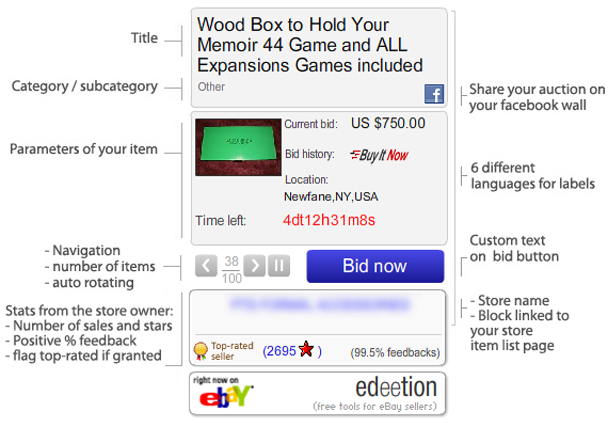 Title
Wood Box to Hold Your
Memoir 44 Game and ALL
Expansions Games included
Category / subcategory
Other
f
Share your auction on
your facebook wall
Parameters of your item
Current bid: US $750.00
Bid history: Buy It Now
Location:
Newfane,NY,USA
Time left: 4dt12h31m8s
6 different
languages for labels
- Navigation
- number of items
- auto rotating
38
100
Bid now
Custom text
on bid button
Stats from the store owner:
- Number of sales and stars
- Positive % feedback
- flag top-rated if granted
- Store name
- Block linked to
your store
item list page
Top-rated
seller
(2695 )
(99.5% feedbacks)
right now on
ebaY
edeetion
(free tools for eBay sellers)